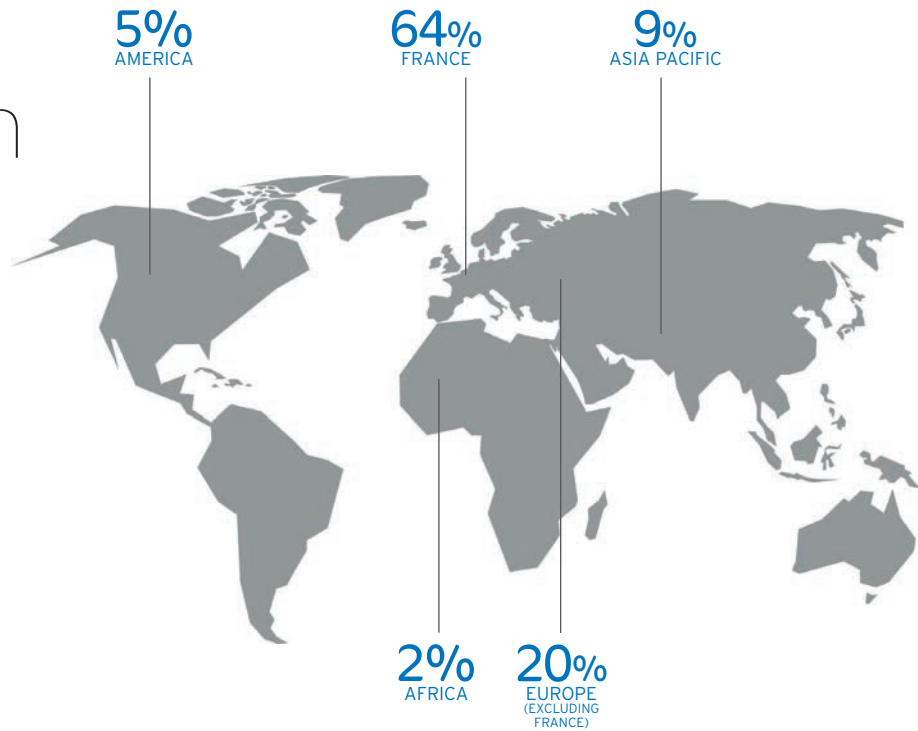 5%
AMERICA
64%
FRANCE
9%
ASIA PACIFIC
2%
AFRICA
20%
EUROPE
(EXCLUDING
FRANCE)